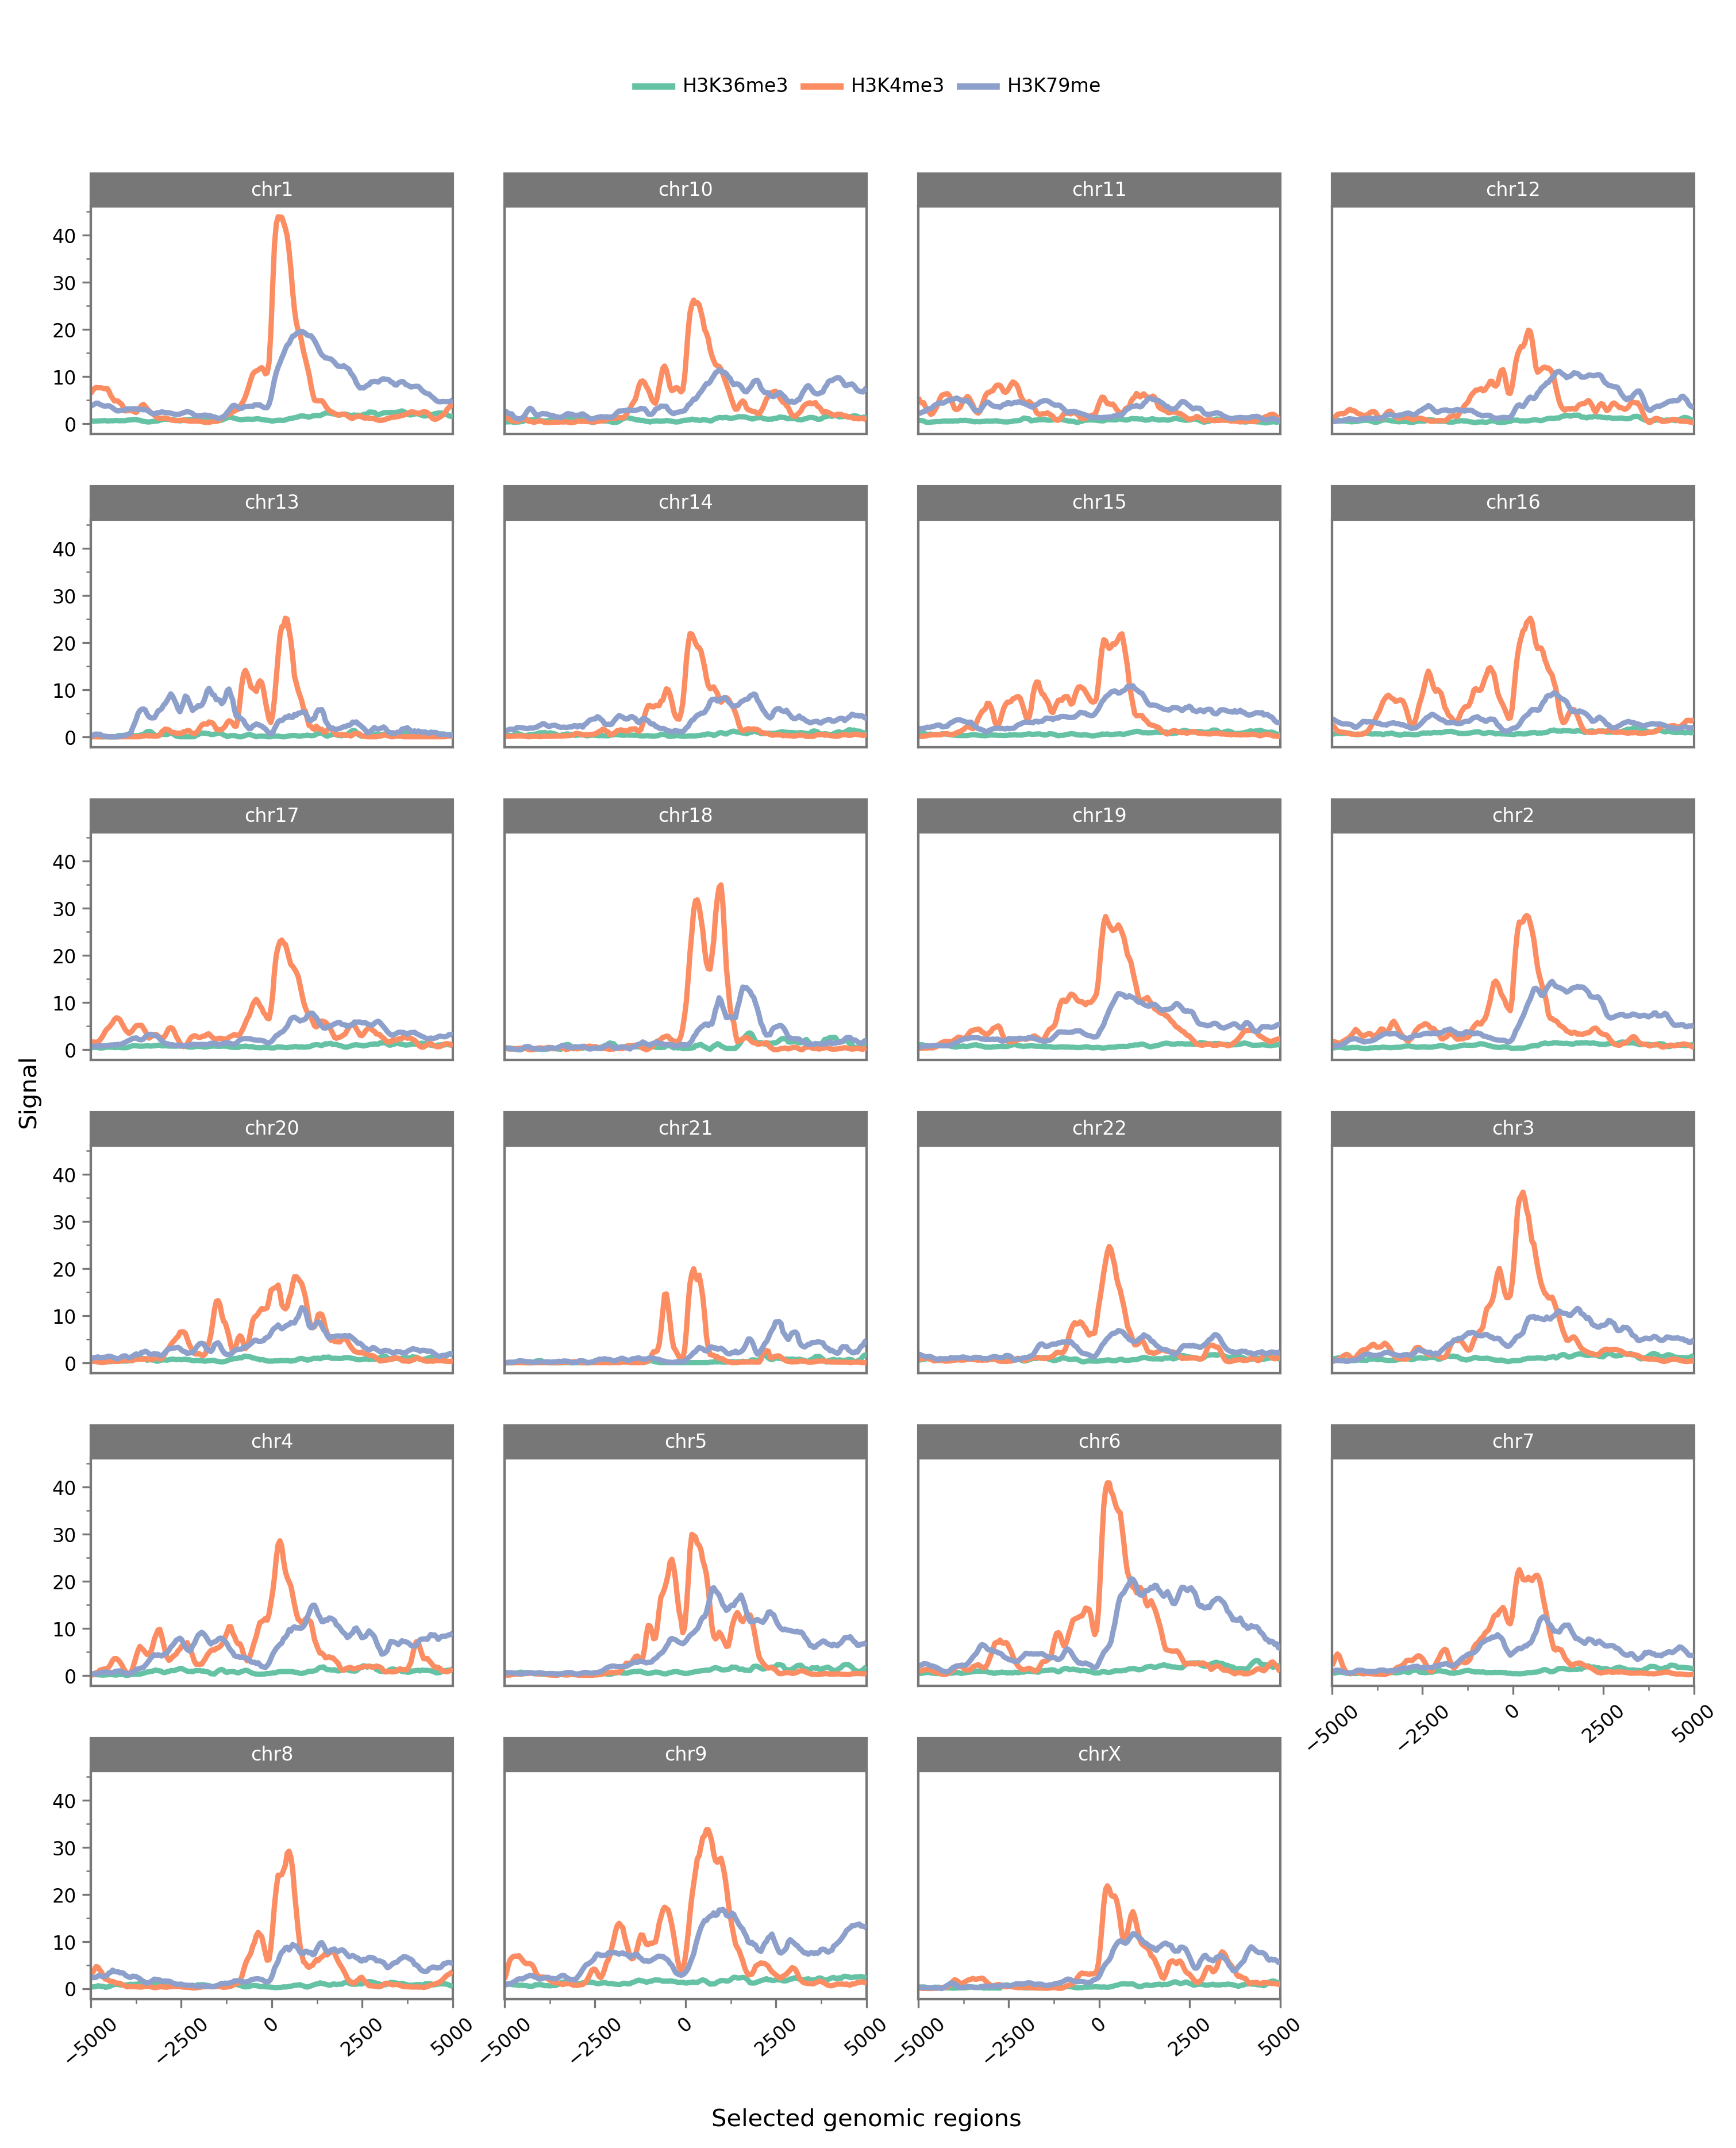 H3K36me3 H3K4me3 H3K79me
chr1 chr10 chr11 chr12
40
30
20
10
0
chr13 chr14 chr15 chr16
40
30
20
10
0
chr17 chr18 chr19 chr2
40
30
20
10
0
Signal
chr20 chr21 chr22 chr3
40
30
20
10
0
chr4 chr5 chr6 chr7
40
30
20
10
0
−5000 −2500 0 2500 5000
chr8 chr9 chrX
40
30
20
10
0
−5000 −2500 0 2500 5000 −5000 −2500 0 2500 5000 −5000 −2500 0 2500 5000
Selected genomic regions